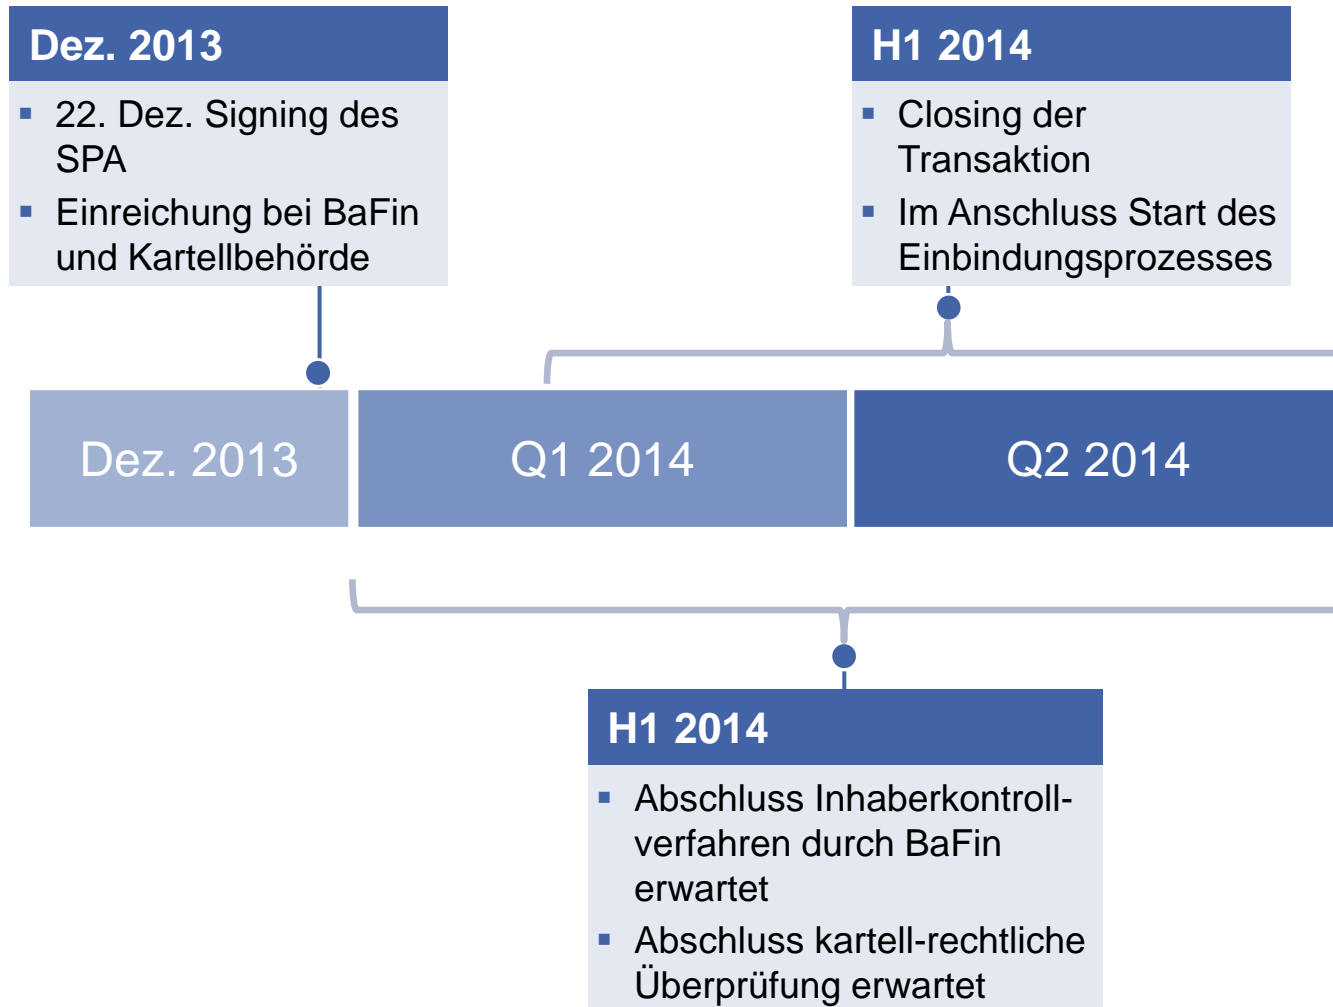 Dez. 2013
▪ 22. Dez. Signing des
SPA
▪ Einreichung bei BaFin
und Kartellbehörde
H1 2014
▪ Closing der
Transaktion
▪ Im Anschluss Start des
Einbindungsprozesses
Dez. 2013
Q1 2014
Q2 2014
H1 2014
▪ Abschluss Inhaberkontroll-
verfahren durch BaFin
erwartet
▪ Abschluss kartell-rechtliche
Überprüfung erwartet